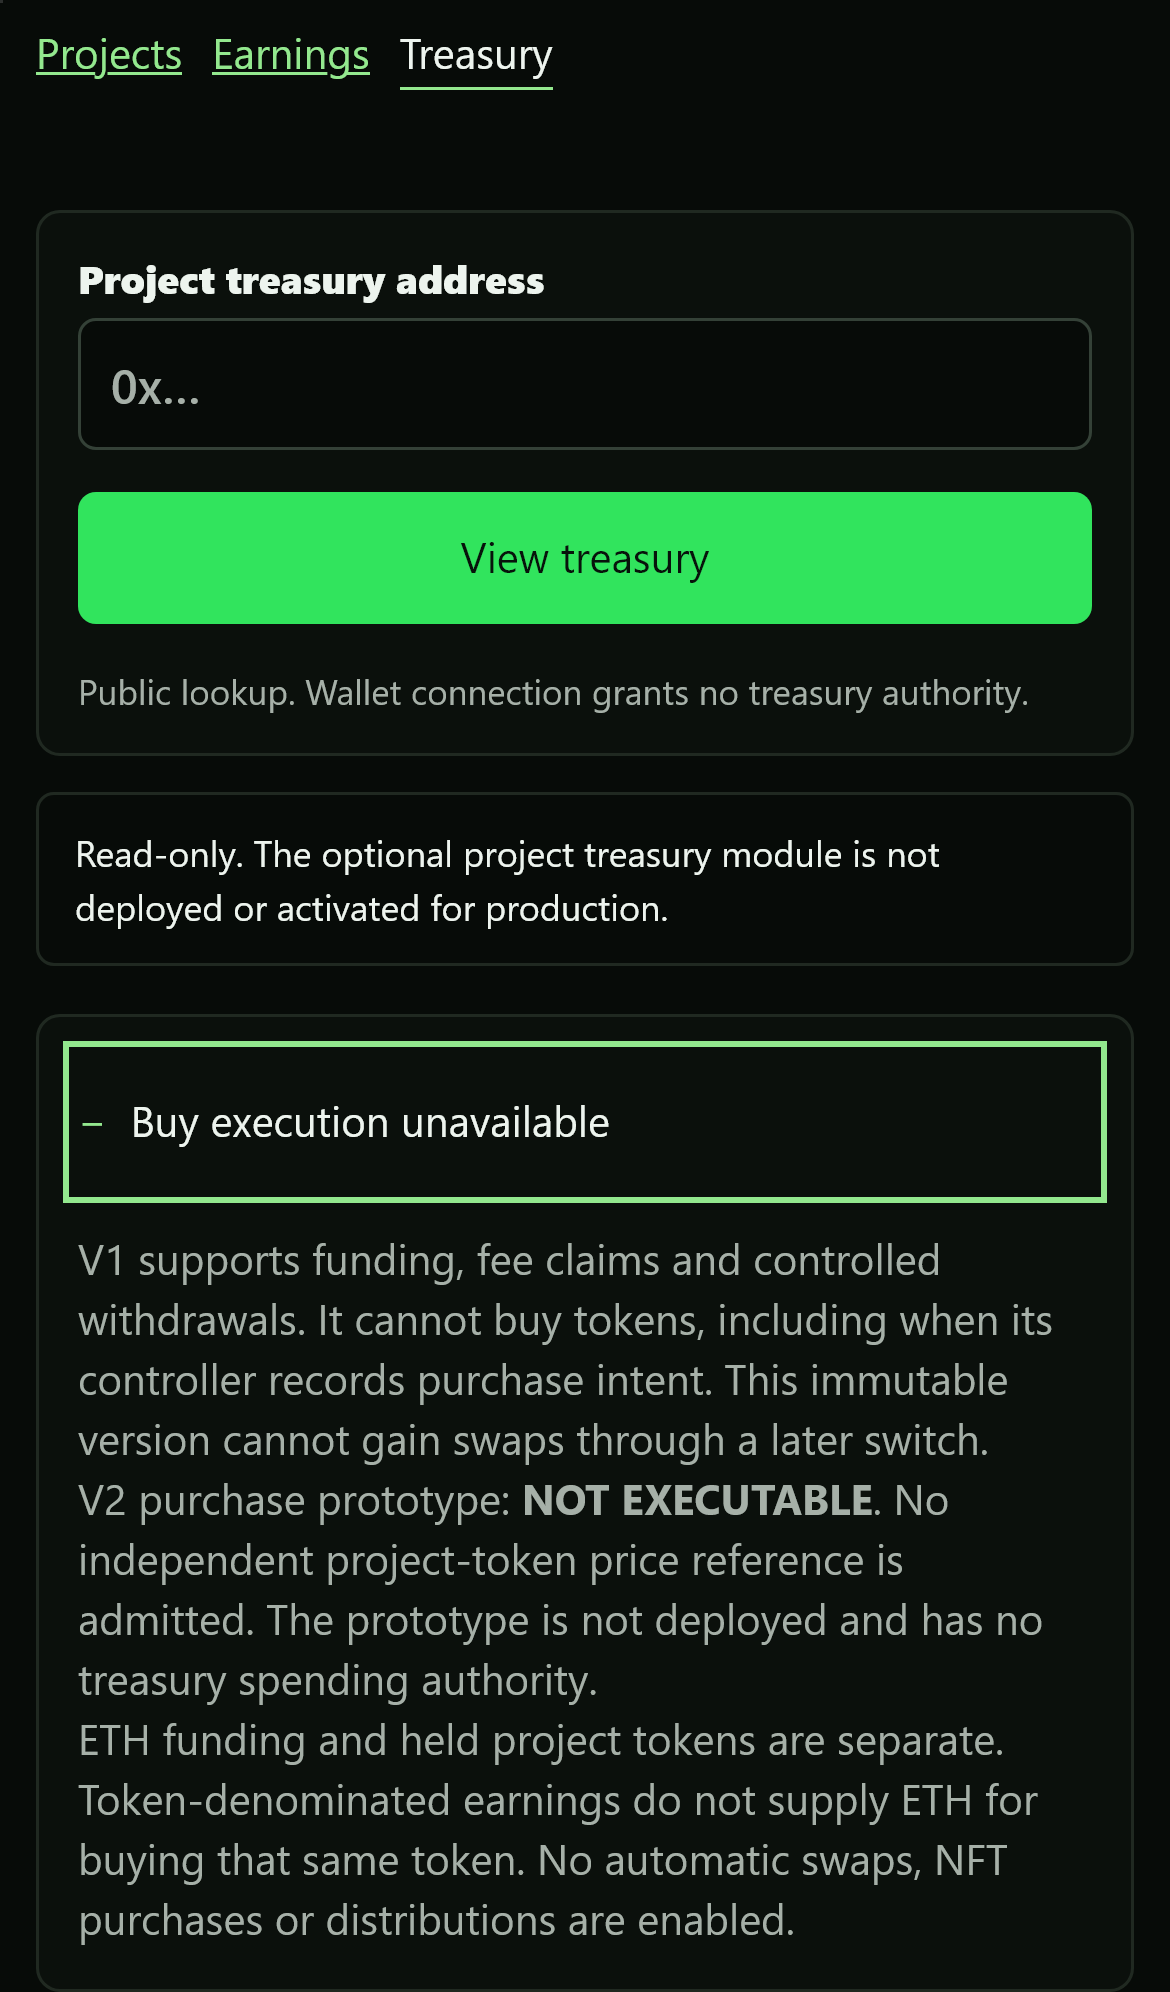 Projects Earnings Treasury
Project treasury address
0x...
View treasury
Public lookup. Wallet connection grants no treasury authority.
Read-only. The optional project treasury module is not
deployed or activated for production.
– Buy execution unavailable
V1 supports funding, fee claims and controlled
withdrawals. It cannot buy tokens, including when its
controller records purchase intent. This immutable
version cannot gain swaps through a later switch.
V2 purchase prototype: NOT EXECUTABLE. No
independent project-token price reference is
admitted. The prototype is not deployed and has no
treasury spending authority.
ETH funding and held project tokens are separate.
Token-denominated earnings do not supply ETH for
buying that same token. No automatic swaps, NFT
purchases or distributions are enabled.